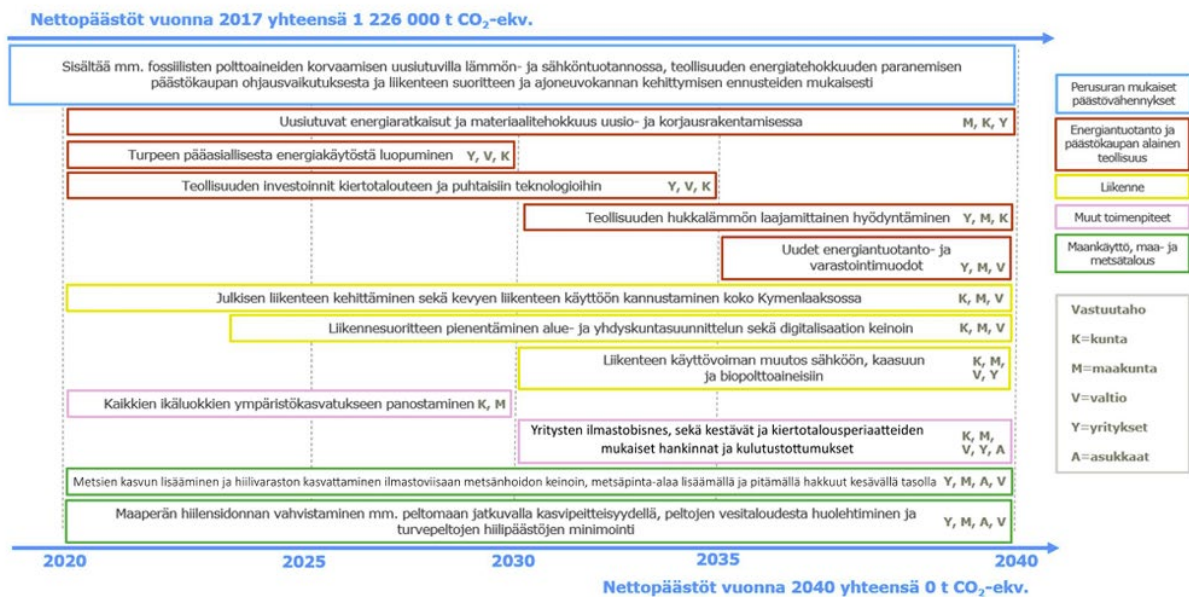 Nettopäästöt vuonna 2017 yhteensä 1 226 000 t CO₂-ekv.
Sisältää mm. fossiilisten polttoaineiden korvaamisen uusiutuvilla lämmön- ja sähköntuotannossa, teollisuuden energiatehokkuuden paranemisen
päästökaupan ohjausvaikutuksesta ja liikenteen suoritteen ja ajoneuvokannan kehittymisen ennusteiden mukaisesti
Uusiutuvat energiaratkaisut ja materiaalitehokkuus uusio- ja korjausrakentamisessa M, K, Y
Turpeen pääasiallisesta energiakäytöstä luopuminen Y, V, K
Teollisuuden investoinnit kiertotalouteen ja puhtaisiin teknologioihin Y, V, K
Teollisuuden hukkalämmön laajamittainen hyödyntäminen Y, M, K
Uudet energiantuotanto- ja
varastointimuodot Y, M, V
Julkisen liikenteen kehittäminen sekä kevyen liikenteen käyttöön kannustaminen koko Kymenlaaksossa K, M, V
Liikennesuoritteen pienentäminen alue- ja yhdyskuntasuunnittelun sekä digitalisaation keinoin K, M, V
Liikenteen käyttövoiman muutos sähköön, kaasuun K, M,
ja biopolttoaineisiin V, Y
Kaikkien ikäluokkien ympäristökasvatukseen panostaminen K, M
Yritysten ilmastobisnes, sekä kestävät ja kiertotalousperiaatteiden K, M,
mukaiset hankinnat ja kulutustottumukset V, Y, A
Metsien kasvun lisääminen ja hiilivaraston kasvattaminen ilmastoviisaan metsänhoidon keinoin, metsäpinta-alaa lisäämällä ja pitämällä hakkuut kesävällä tasolla Y, M, A, V
Maaperän hiilensidonnan vahvistaminen mm. peltomaan jatkuvalla kasvipeitteisyydellä, peltojen vesitaloudesta huolehtiminen ja
turvepeltojen hiilipäästöjen minimointi Y, M, A, V
2020 2025 2030 2035 2040
Nettopäästöt vuonna 2040 yhteensä 0 t CO₂-ekv.
Perusuran mukaiset
päästövähennykset
Energiantuotanto ja
päästökaupan alainen
teollisuus
Liikenne
Muut toimenpiteet
Maankäyttö, maa- ja
metsätalous
Vastuutaho
K=kunta
M=maakunta
V=valtio
Y=yritykset
A=asukkaat